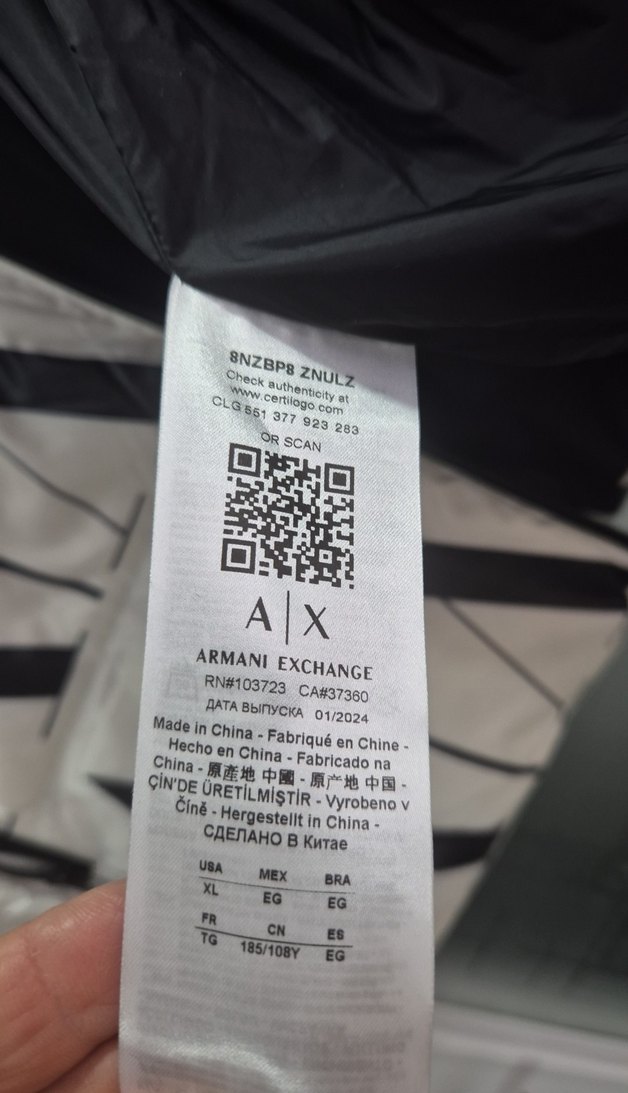 8NZBP8 ZNULZ
Check authenticity at
www.certilogo.com
CLG 551 377 923 283
OR SCAN
A|X
ARMANI EXCHANGE
RN#103723 CA#37360
ДАТА ВЫПУСКА 01/2024
Made in China - Fabriqué en Chine -
Hecho en China - Fabricado na
China - 原產地 中國 - 原产地 中国 -
ÇİN'DE ÜRETİLMİŞTİR - Vyrobeno v
Číně - Hergestellt in China -
СДЕЛАНО В Китае
USA MEX BRA
XL EG EG
FR CN ES
TG 185/108Y EG